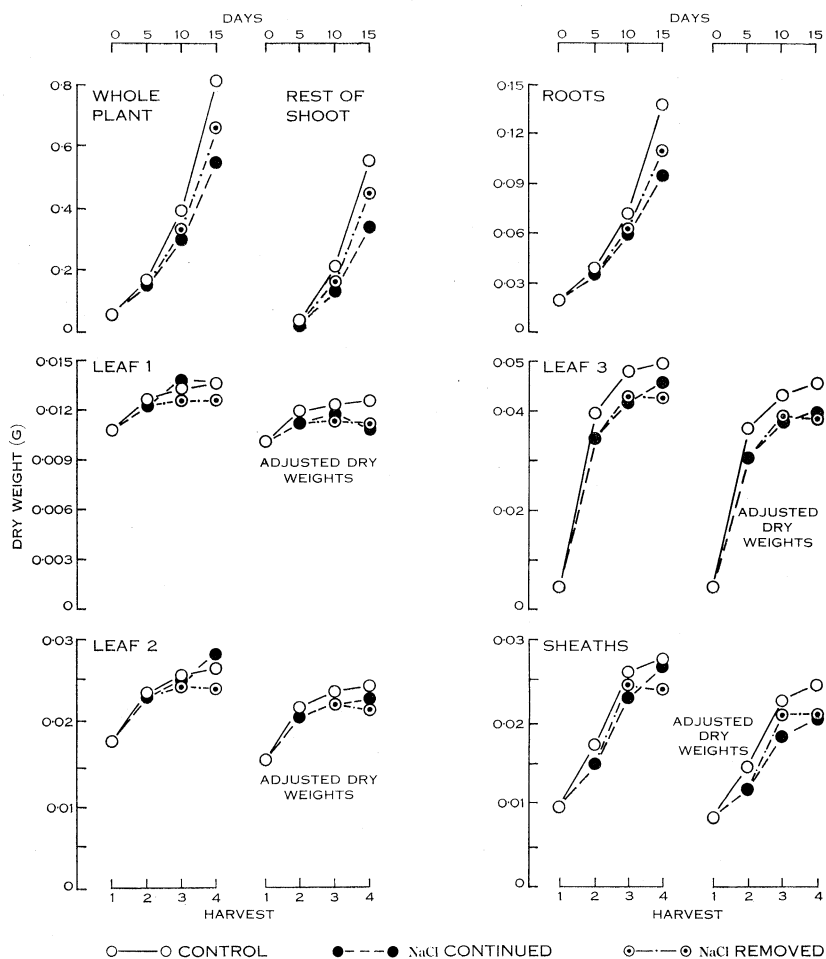 DAYS DAYS
0 5 10 15 0 5 10 15 0 5 10 15 0 5 10 15
0·8
WHOLE PLANT
REST OF SHOOT
0·6
0·4
0·2
0
0·15
ROOTS
0·12
0·09
0·06
0·03
0
DRY WEIGHT (G)
0·015
LEAF 1
0·012
0·009
ADJUSTED DRY
WEIGHTS
0·006
0·003
0
0·05
LEAF 3
0·04
0·02
ADJUSTED
DRY
WEIGHTS
0
0·03
LEAF 2
0·02
ADJUSTED DRY
WEIGHTS
0·01
0
0·03
SHEATHS
0·02
ADJUSTED
DRY
WEIGHTS
0·01
0
1 2 3 4 1 2 3 4 1 2 3 4 1 2 3 4
HARVEST HARVEST
CONTROL NaCl CONTINUED NaCl REMOVED